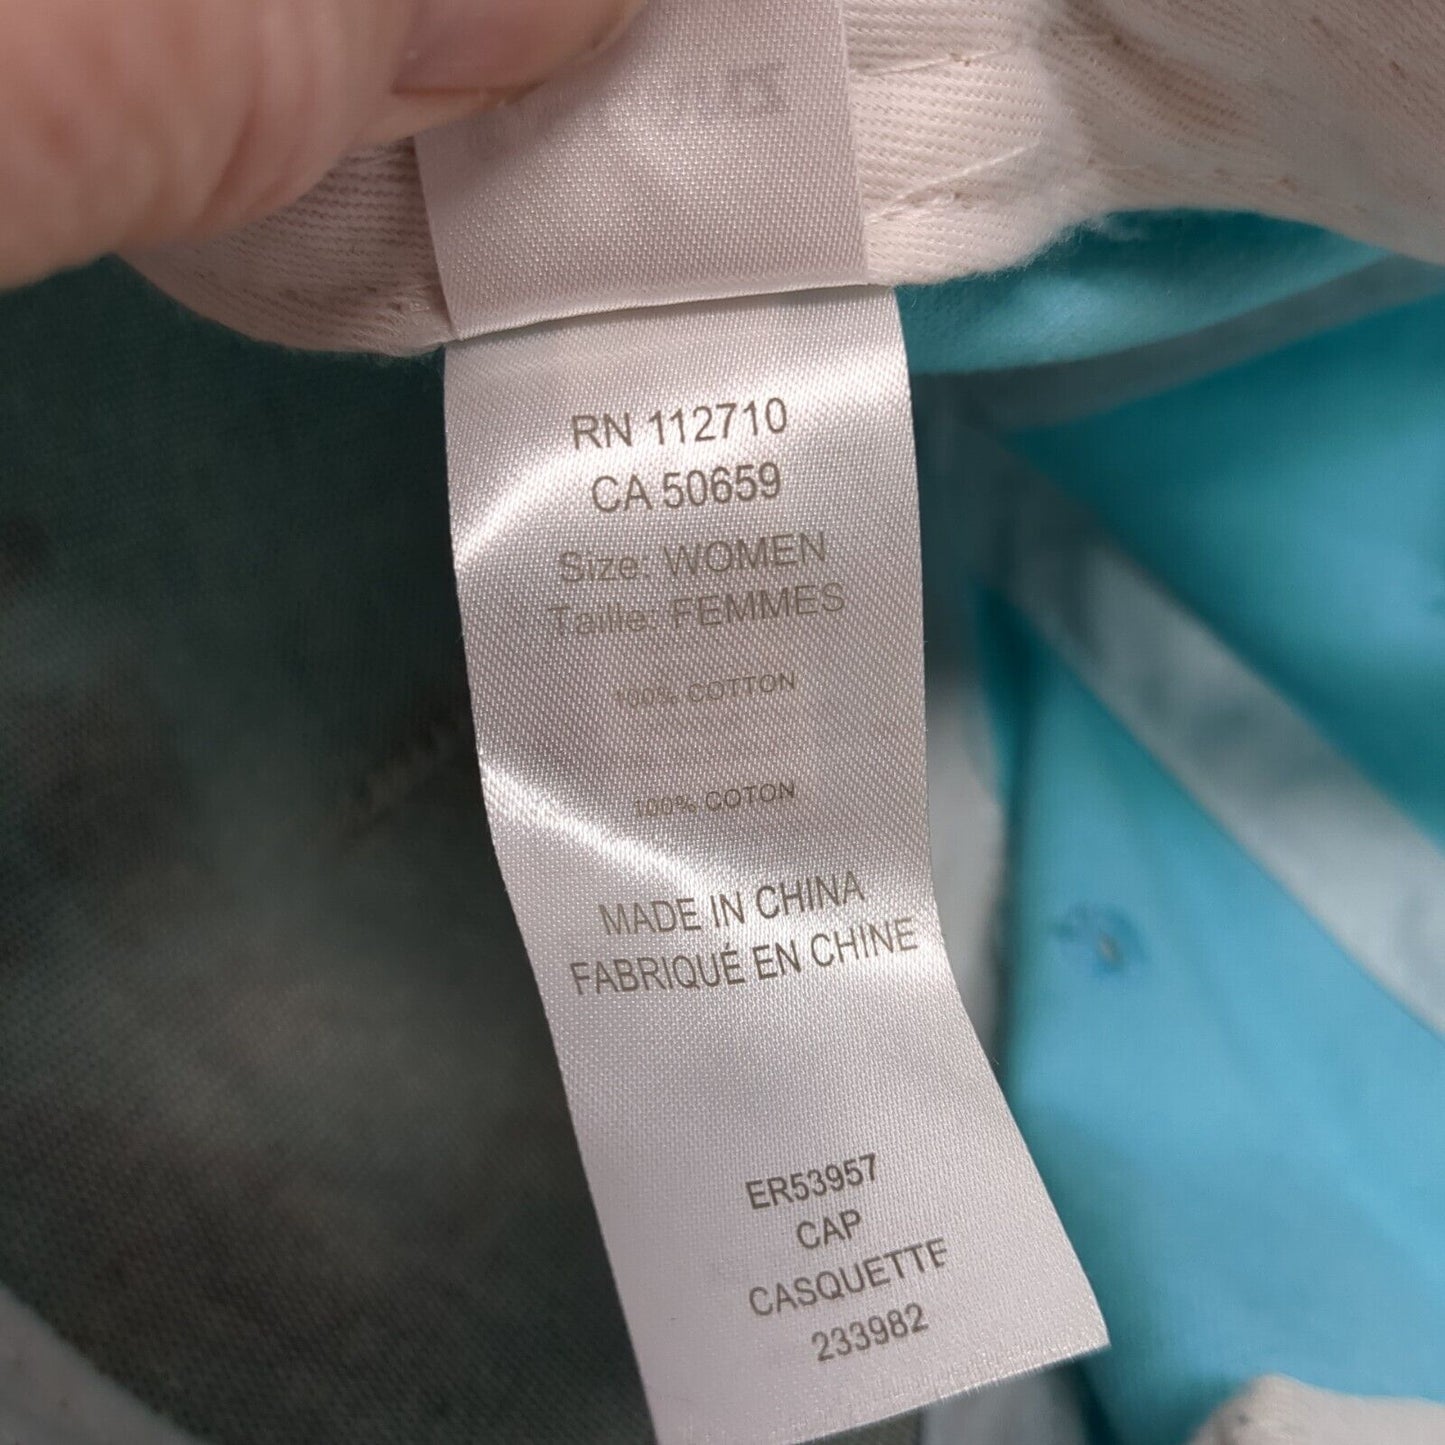 RN 112710
CA 50659
Size: WOMEN
Taille: FEMMES
100% COTTON
100% COTON
MADE IN CHINA
FABRIQUÉ EN CHINE
ER53957
CAP
CASQUETTE
233982